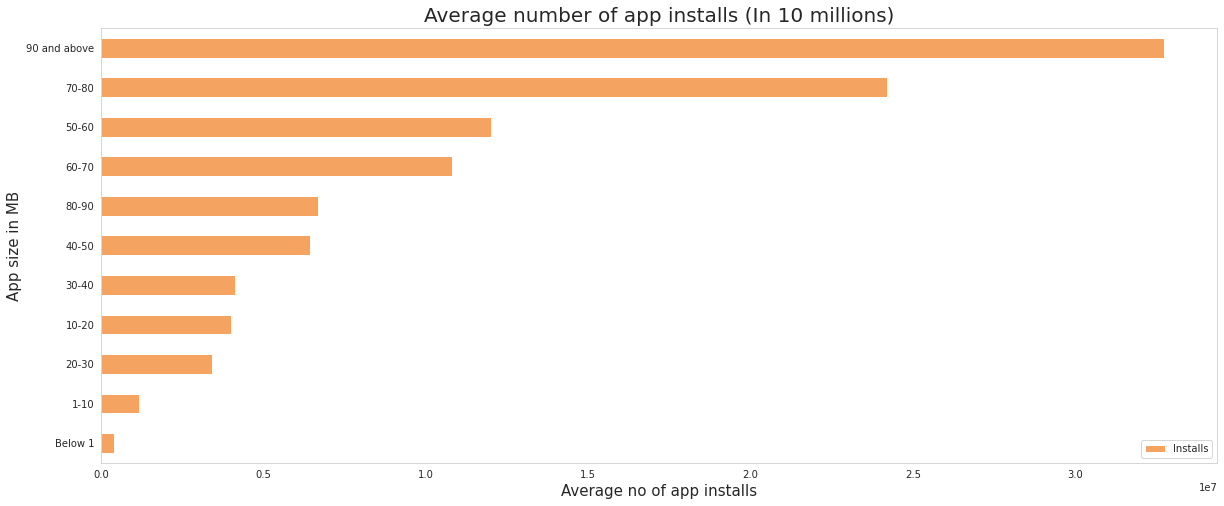 Average number of app installs (In 10 millions)
App size in MB
90 and above
70-80
50-60
60-70
80-90
40-50
30-40
10-20
20-30
1-10
Below 1
Installs
0.0 0.5 1.0 1.5 2.0 2.5 3.0
1e7
Average no of app installs